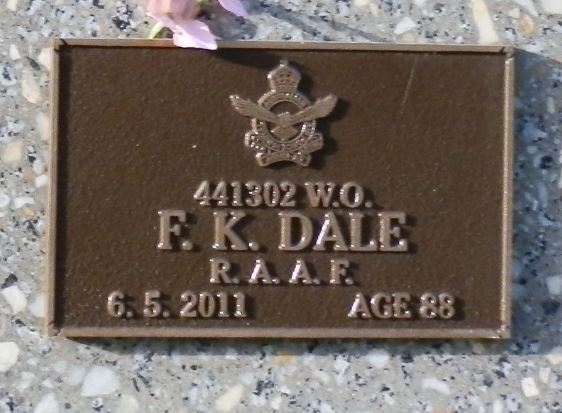 441302 W.O.
F. K. DALE
R. A. A. F.
6. 5. 2011 AGE 88